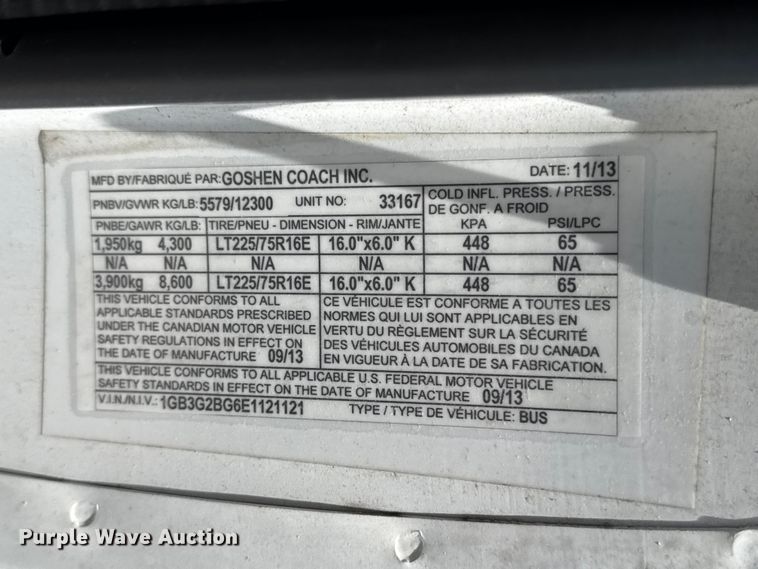 MFD BY/FABRIQUÉ PAR: GOSHEN COACH INC. DATE: 11/13
PNBV/GVWR KG/LB: 5579/12300 UNIT NO: 33167 COLD INFL. PRESS. / PRESS. DE GONF. A FROID
PNBE/GAWR KG/LB: TIRE/PNEU - DIMENSION - RIM/JANTE KPA PSI/LPC
1,950kg 4,300 LT225/75R16E 16.0"x6.0" K 448 65
N/A N/A N/A N/A N/A N/A
3,900kg 8,600 LT225/75R16E 16.0"x6.0" K 448 65
THIS VEHICLE CONFORMS TO ALL
APPLICABLE STANDARDS PRESCRIBED
UNDER THE CANADIAN MOTOR VEHICLE
SAFETY REGULATIONS IN EFFECT ON
THE DATE OF MANUFACTURE 09/13
CE VÉHICULE EST CONFORME A TOUTES LES
NORMES QUI LUI SONT APPLICABLES EN
VERTU DU RÈGLEMENT SUR LA SÉCURITÉ
DES VÉHICULES AUTOMOBILES DU CANADA
EN VIGUEUR À LA DATE DE SA FABRICATION.
THIS VEHICLE CONFORMS TO ALL APPLICABLE U.S. FEDERAL MOTOR VEHICLE
SAFETY STANDARDS IN EFFECT ON THE DATE OF MANUFACTURE 09/13
V.I.N./N.I.V.: 1GB3G2BG6E1121121 TYPE / TYPE DE VÉHICULE: BUS
Purple Wave Auction